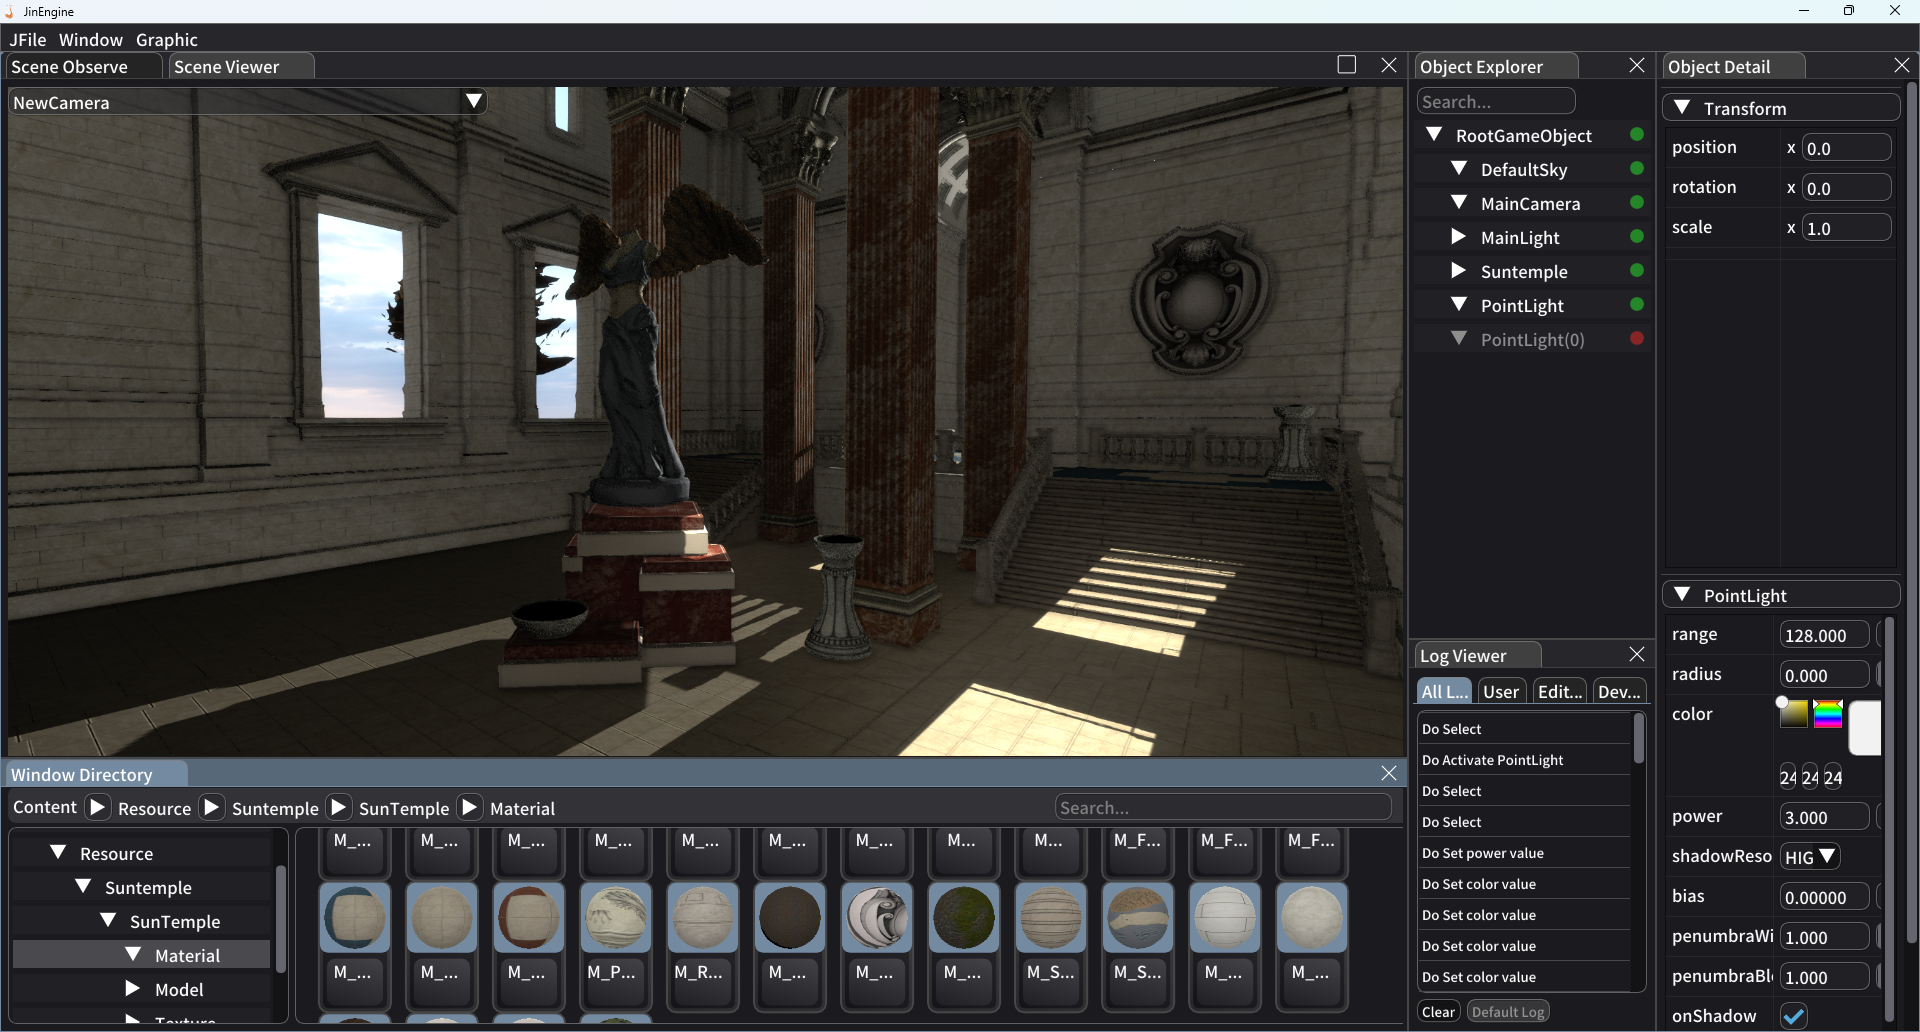 JinEngine
JFile Window Graphic
Scene Observe Scene Viewer
NewCamera
Object Explorer
Search...
RootGameObject
DefaultSky
MainCamera
MainLight
Suntemple
PointLight
PointLight(0)
Object Detail
Transform
position x 0.0
rotation x 0.0
scale x 1.0
PointLight
range 128.000
radius 0.000
color
24 24 24
power 3.000
shadowReso HIG
bias 0.00000
penumbraWi 1.000
penumbraBl 1.000
onShadow
Log Viewer
All L... User Edit... Dev...
Do Select
Do Activate PointLight
Do Select
Do Select
Do Set power value
Do Set color value
Do Set color value
Do Set color value
Do Set color value
Clear Default Log
Window Directory
Content Resource Suntemple SunTemple Material
Search...
Resource
Suntemple
SunTemple
Material
Model
Texture
M_... M_... M_... M_... M_... M_... M_... M... M... M_F... M_F... M_F...
M_... M_... M_... M_P... M_R... M_... M_... M_... M_S... M_S... M_... M_...